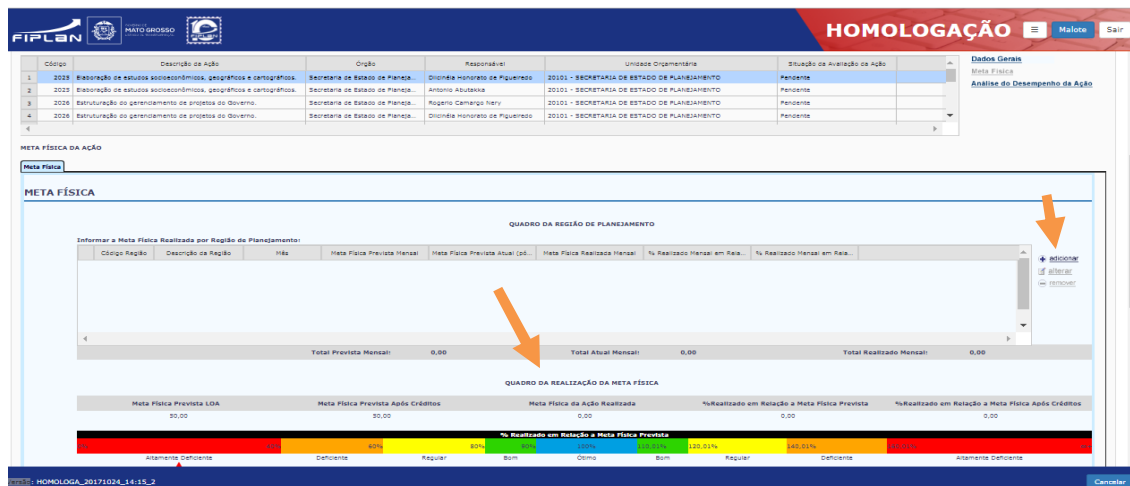 FIPLAN
MATO GROSSO
HOMOLOGAÇÃO
Malote
Sair
Código Descrição da Ação Órgão Responsável Unidade Orçamentária Situação da Avaliação da Ação
1 2025 Elaboração de estudos socioeconômicos, geográficos e cartográficos. Secretaria de Estado de Planeja... Dilcinéia Honorato de Figueiredo 20101 - SECRETARIA DE ESTADO DE PLANEJAMENTO Pendente
2 2025 Elaboração de estudos socioeconômicos, geográficos e cartográficos. Secretaria de Estado de Planeja... Antonio Abutakka 20101 - SECRETARIA DE ESTADO DE PLANEJAMENTO Pendente
3 2026 Estruturação do gerenciamento de projetos do Governo. Secretaria de Estado de Planeja... Rogerio Camargo Nery 20101 - SECRETARIA DE ESTADO DE PLANEJAMENTO Pendente
4 2026 Estruturação do gerenciamento de projetos do Governo. Secretaria de Estado de Planeja... Dilcinéia Honorato de Figueiredo 20101 - SECRETARIA DE ESTADO DE PLANEJAMENTO Pendente
Dados Gerais
Meta Física
Análise do Desempenho da Ação
META FÍSICA DA AÇÃO
Meta Física
META FÍSICA
QUADRO DA REGIÃO DE PLANEJAMENTO
Informar a Meta Física Realizada por Região de Planejamento:
Código Região Descrição da Região Mês Meta Física Prevista Mensal Meta Física Prevista Atual (pó... Meta Física Realizada Mensal % Realizado Mensal em Rela... % Realizado Mensal em Rela...
adicionar
alterar
remover
Total Prevista Mensal: 0,00 Total Atual Mensal: 0,00 Total Realizado Mensal: 0,00
QUADRO DA REALIZAÇÃO DA META FÍSICA
Meta Física Prevista LOA Meta Física Prevista Após Créditos Meta Física da Ação Realizada %Realizado em Relação a Meta Física Prevista %Realizado em Relação a Meta Física Após Créditos
50,00 50,00 0,00 0,00 0,00
% Realizado em Relação a Meta Física Prevista
60% 80% 90% 100% 110,01% 120,01% 140,01%
Altamente Deficiente Deficiente Regular Bom Ótimo Bom Regular Deficiente Altamente Deficiente
: HOMOLOGA_20171024_14:15_2
Cancelar